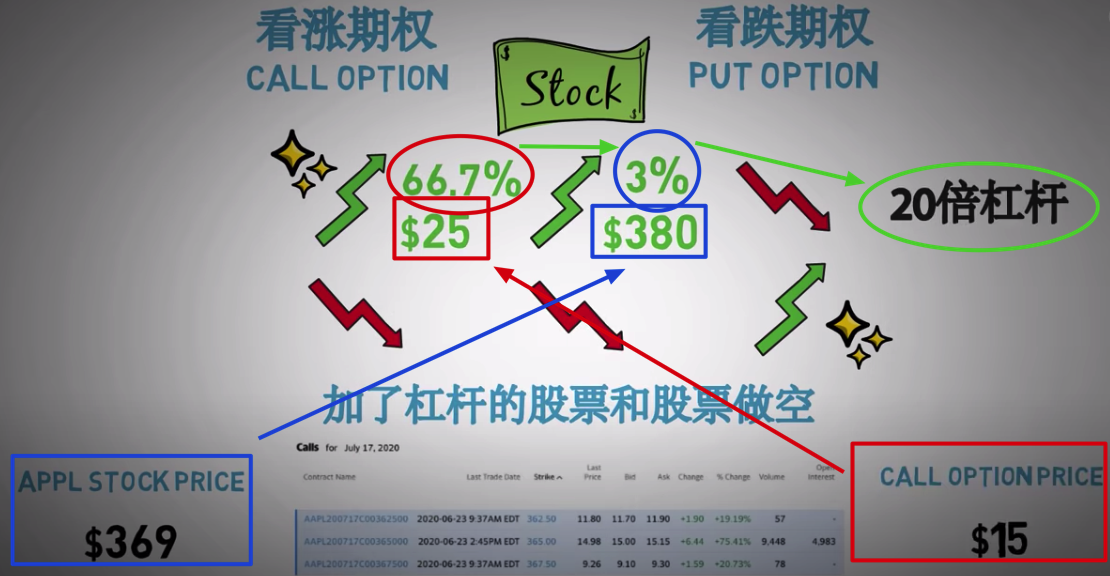 看涨期权
CALL OPTION
看跌期权
PUT OPTION
$
Stock
$
66.7%
$25
3%
$380
20倍杠杆
加了杠杆的股票和股票做空
APPL STOCK PRICE
$369
CALL OPTION PRICE
$15
Calls for July 17, 2020
Contract Name Last Trade Date Strike Last Price Bid Ask Change % Change Volume Open Interest
AAPL200717C00362500 2020-06-23 9:37AM EDT 362.50 11.80 11.70 11.90 +1.90 +19.19% 57 -
AAPL200717C00365000 2020-06-23 2:45PM EDT 365.00 14.98 15.00 15.15 +6.44 +75.41% 9,448 4,983
AAPL200717C00367500 2020-06-23 9:37AM EDT 367.50 9.26 9.10 9.30 +1.59 +20.73% 78 -